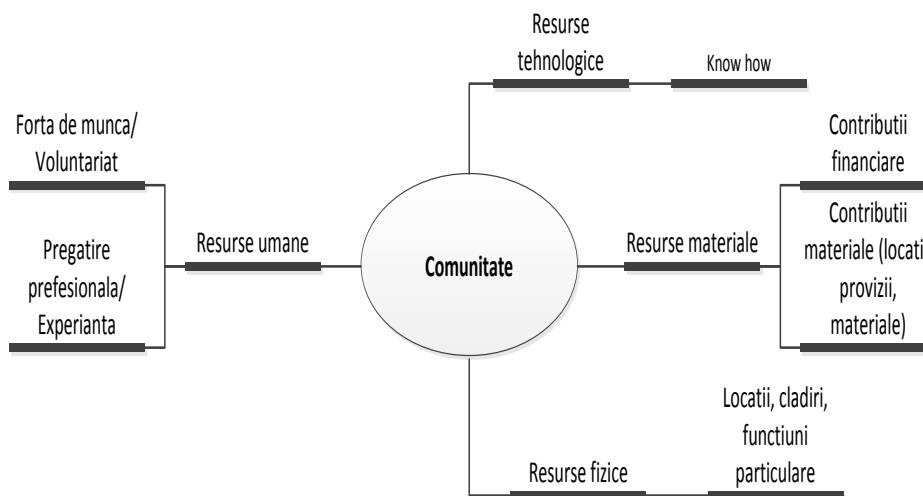 Resurse
tehnologice
Know how
Forta de munca/
Voluntariat
Contributii
financiare
Pregatire
prefesionala/
Experianta
Resurse umane
Comunitate
Resurse materiale
Contributii
materiale (locati
provizii,
materiale)
Locatii, cladiri,
functiuni
particulare
Resurse fizice